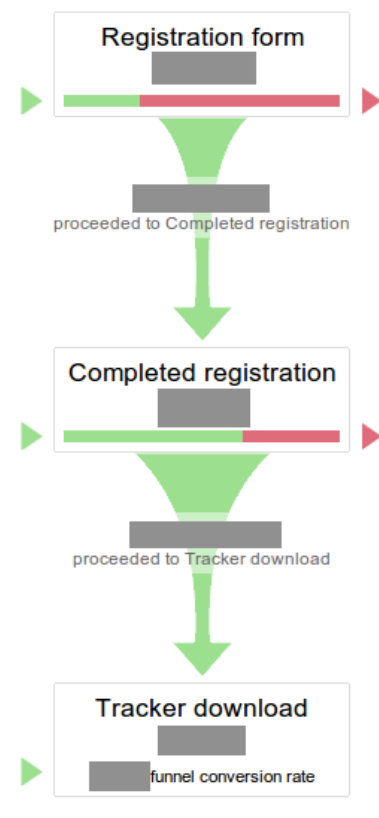 Registration form
proceeded to Completed registration
Completed registration
proceeded to Tracker download
Tracker download
funnel conversion rate